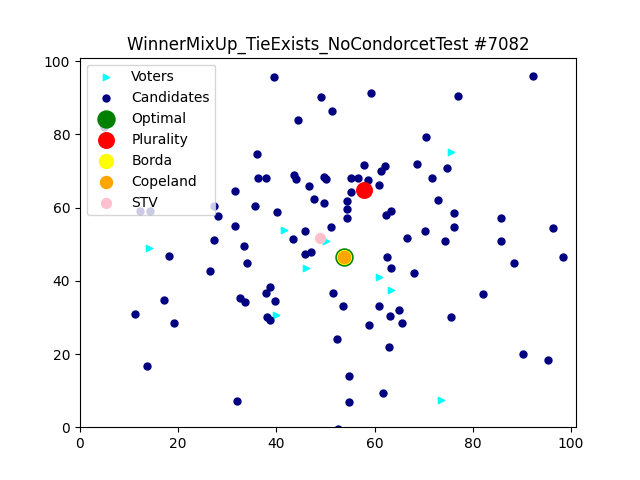 WinnerMixUp_TieExists_NoCondorcetTest #7082
100
80
60
40
20
0
0
20
40
60
80
100
Voters
Candidates
Optimal
Plurality
Borda
Copeland
STV